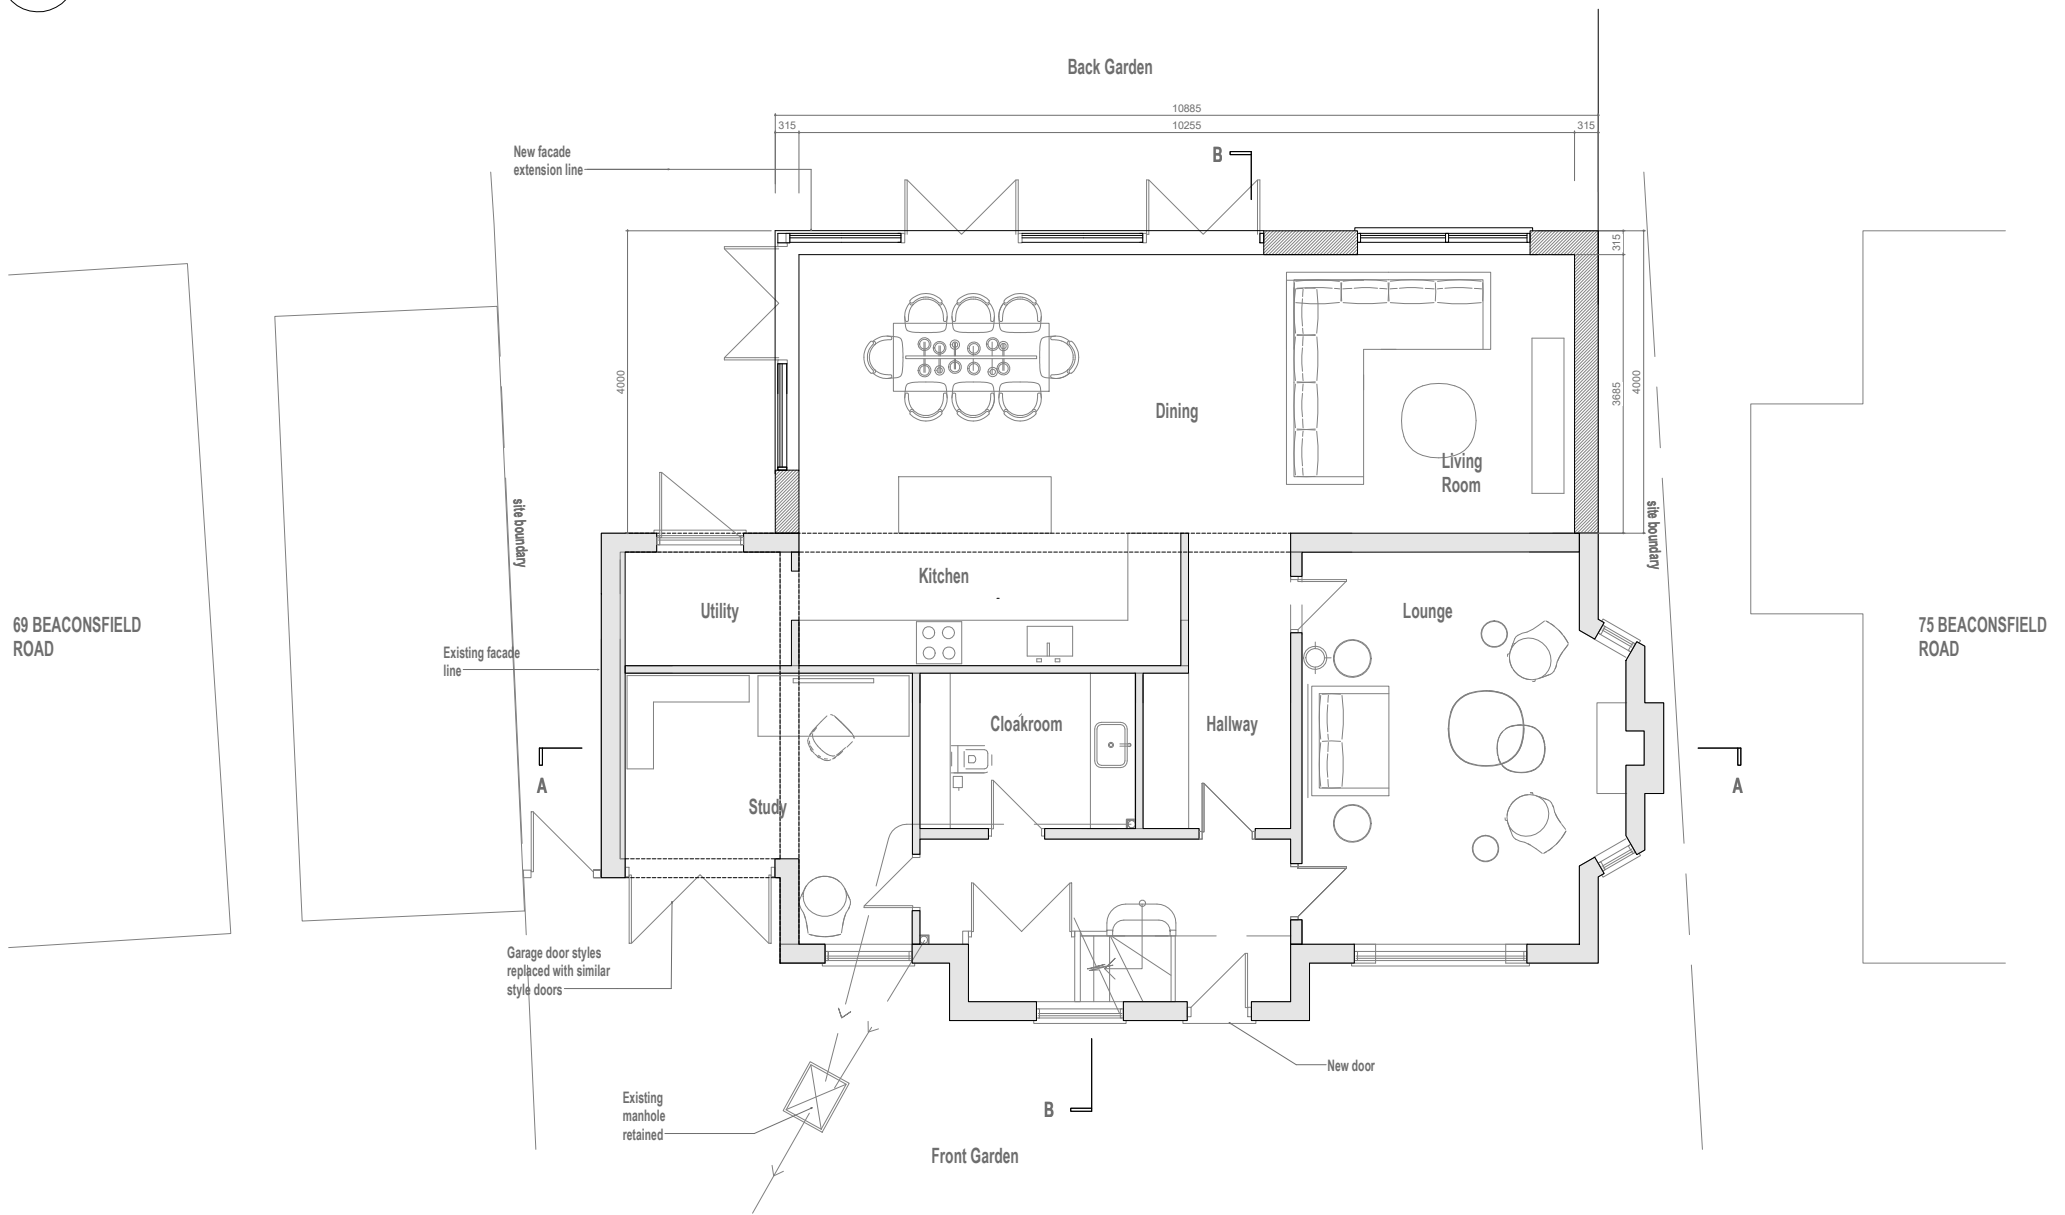 Back Garden
10885
315
10255
315
New facade
extension line
B
315
4000
3685
4000
Dining
Living
Room
site boundary
site boundary
Kitchen
Utility
Lounge
69 BEACONSFIELD
ROAD
75 BEACONSFIELD
ROAD
Existing facade
line
Cloakroom
Hallway
A
A
Study
Garage door styles
replaced with similar
style doors
New door
Existing
manhole
retained
B
Front Garden